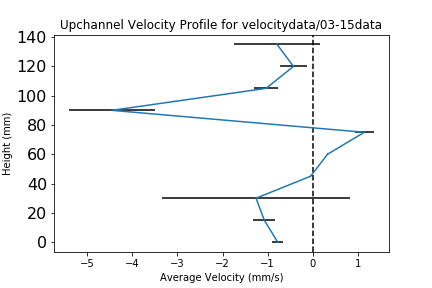 Upchannel Velocity Profile for velocitydata/03-15data
140
120
100
80
60
40
20
0
Height (mm)
−5 −4 −3 −2 −1 0 1
Average Velocity (mm/s)